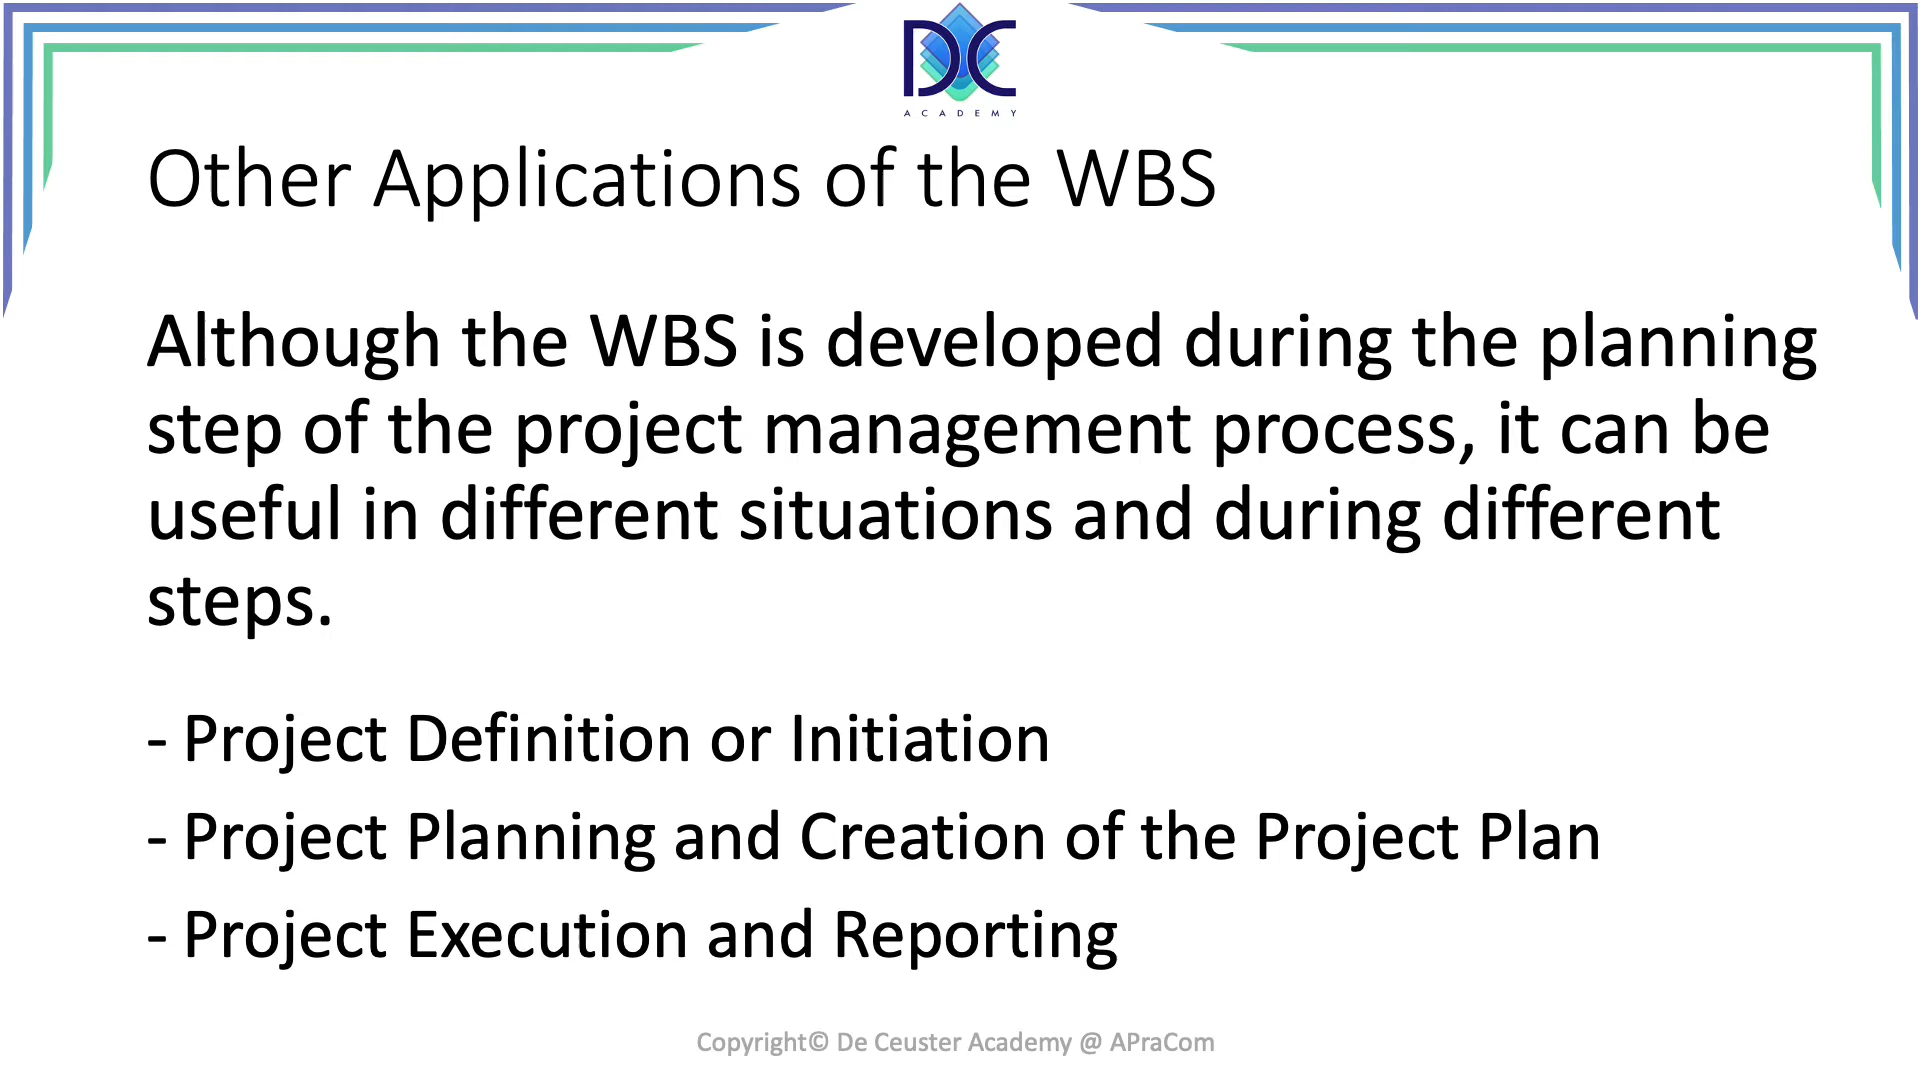 DC
ACADEMY
Other Applications of the WBS
Although the WBS is developed during the planning
step of the project management process, it can be
useful in different situations and during different
steps.
- Project Definition or Initiation
- Project Planning and Creation of the Project Plan
- Project Execution and Reporting
Copyright© De Ceuster Academy @ APraCom